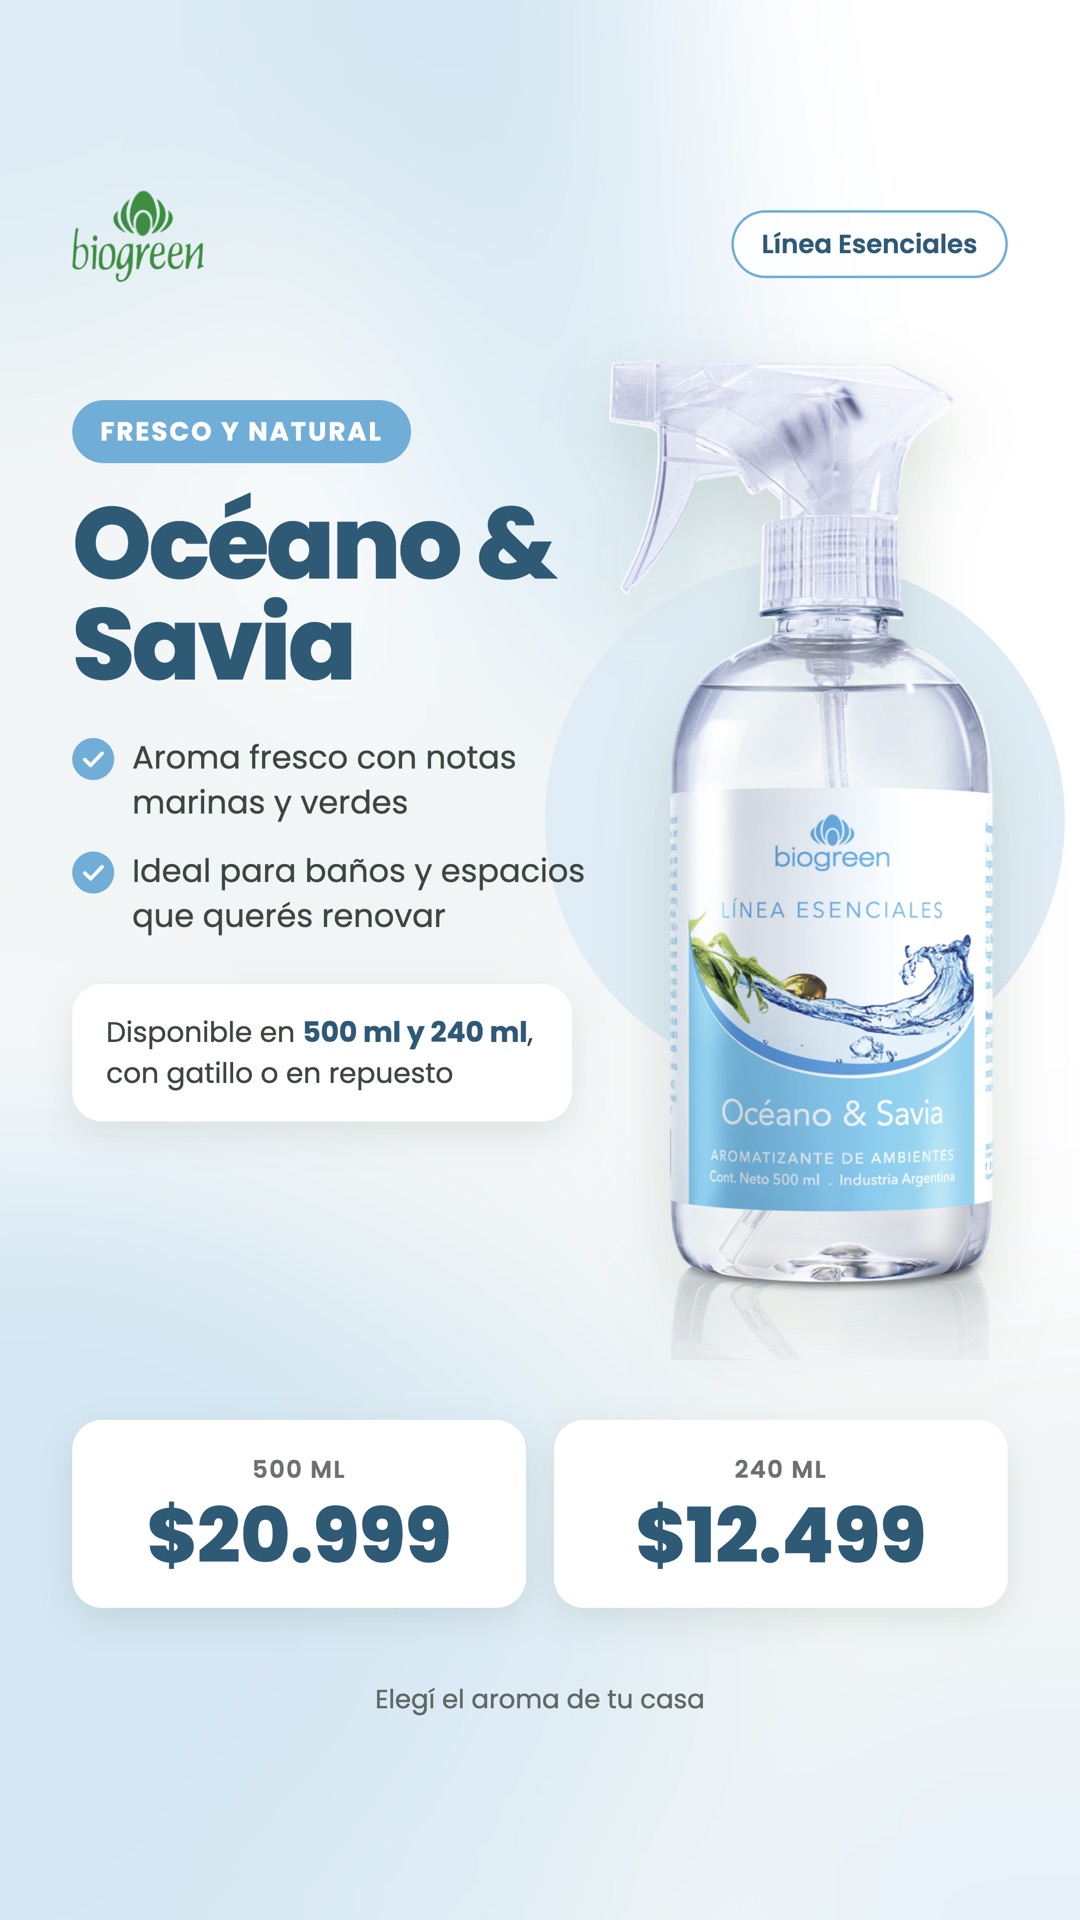 biogreen
Línea Esenciales
FRESCO Y NATURAL
Océano &
Savia
Aroma fresco con notas
marinas y verdes
Ideal para baños y espacios
que querés renovar
Disponible en 500 ml y 240 ml,
con gatillo o en repuesto
biogreen
LÍNEA ESENCIALES
Océano & Savia
AROMATIZANTE DE AMBIENTES
Cont. Neto 500 ml . Industria Argentina
500 ML
$20.999
240 ML
$12.499
Elegí el aroma de tu casa